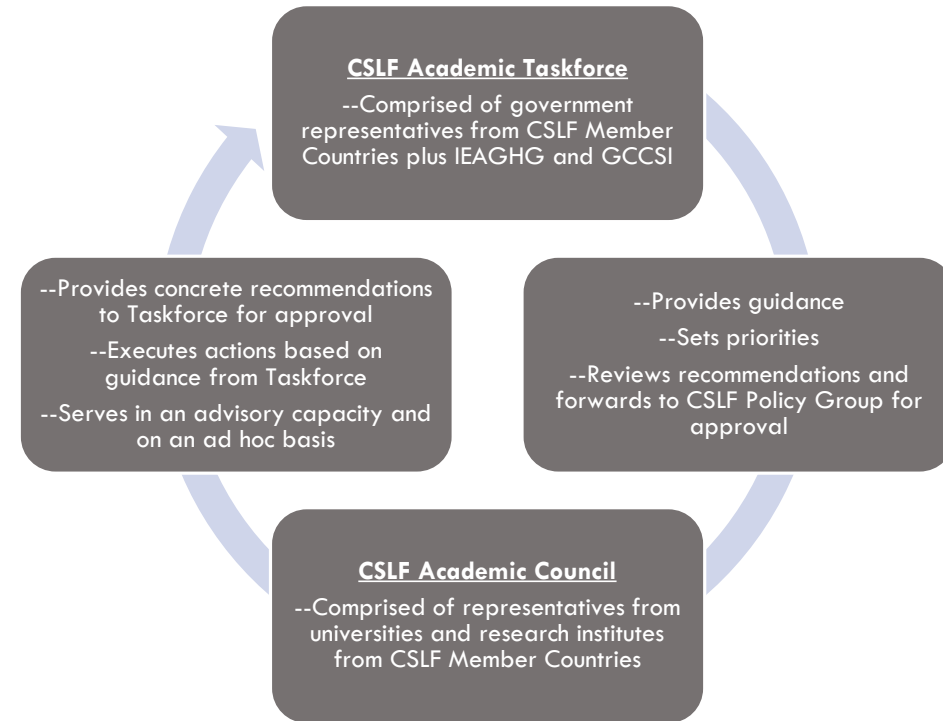 CSLF Academic Taskforce
--Comprised of government
representatives from CSLF Member
Countries plus IEAGHG and GCCSI
--Provides guidance
--Sets priorities
--Reviews recommendations and
forwards to CSLF Policy Group for
approval
CSLF Academic Council
--Comprised of representatives from
universities and research institutes
from CSLF Member Countries
--Provides concrete recommendations
to Taskforce for approval
--Executes actions based on
guidance from Taskforce
--Serves in an advisory capacity and
on an ad hoc basis